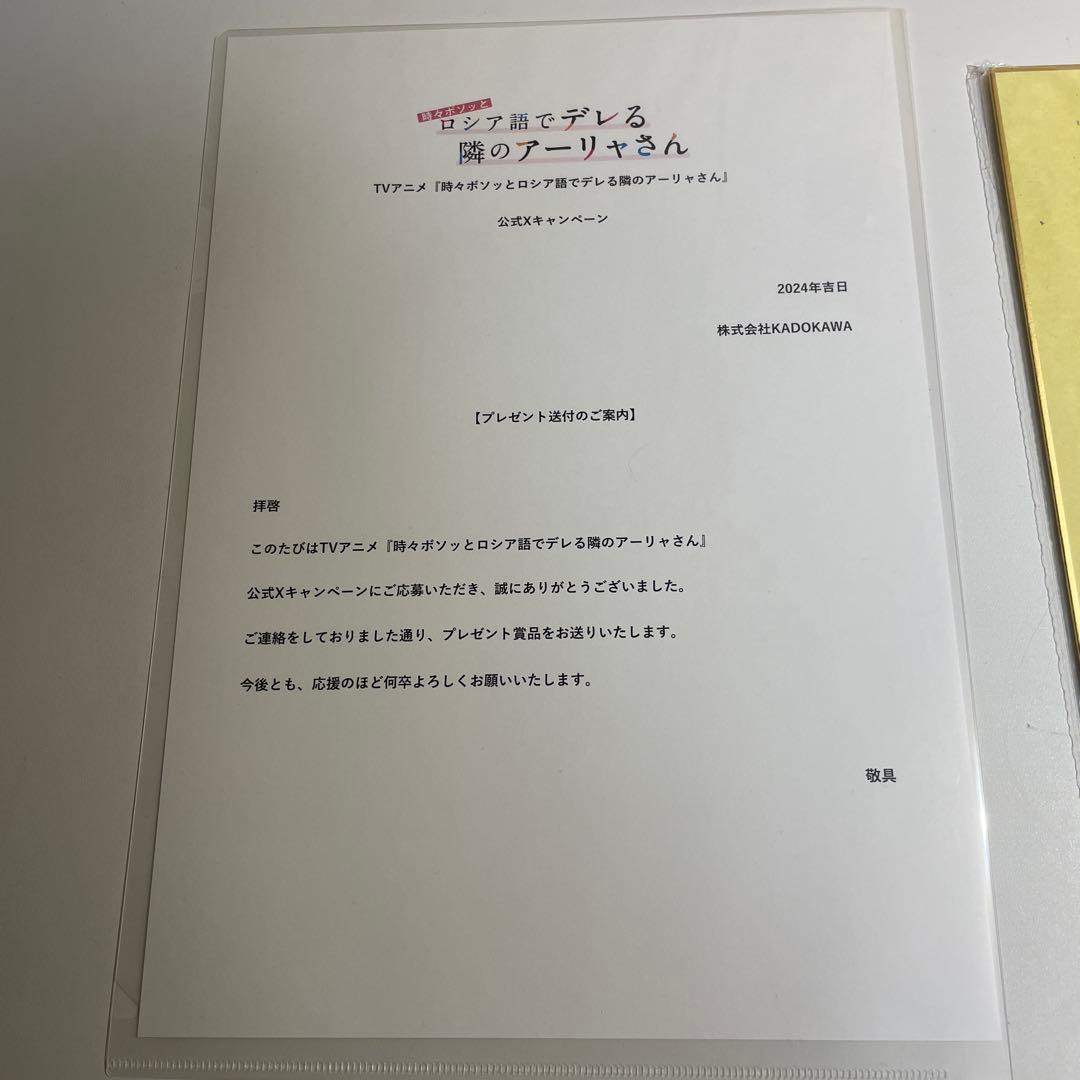 時々ボソッと
ロシア語でデレる
隣のアーリャさん
TVアニメ『時々ボソッとロシア語でデレる隣のアーリャさん』
公式Xキャンペーン
2024年吉日
株式会社KADOKAWA
【プレゼント送付のご案内】
拝啓
このたびはTVアニメ『時々ボソッとロシア語でデレる隣のアーリャさん』
公式Xキャンペーンにご応募いただき、誠にありがとうございました。
ご連絡をしておりました通り、プレゼント賞品をお送りいたします。
今後とも、応援のほど何卒よろしくお願いいたします。
敬具